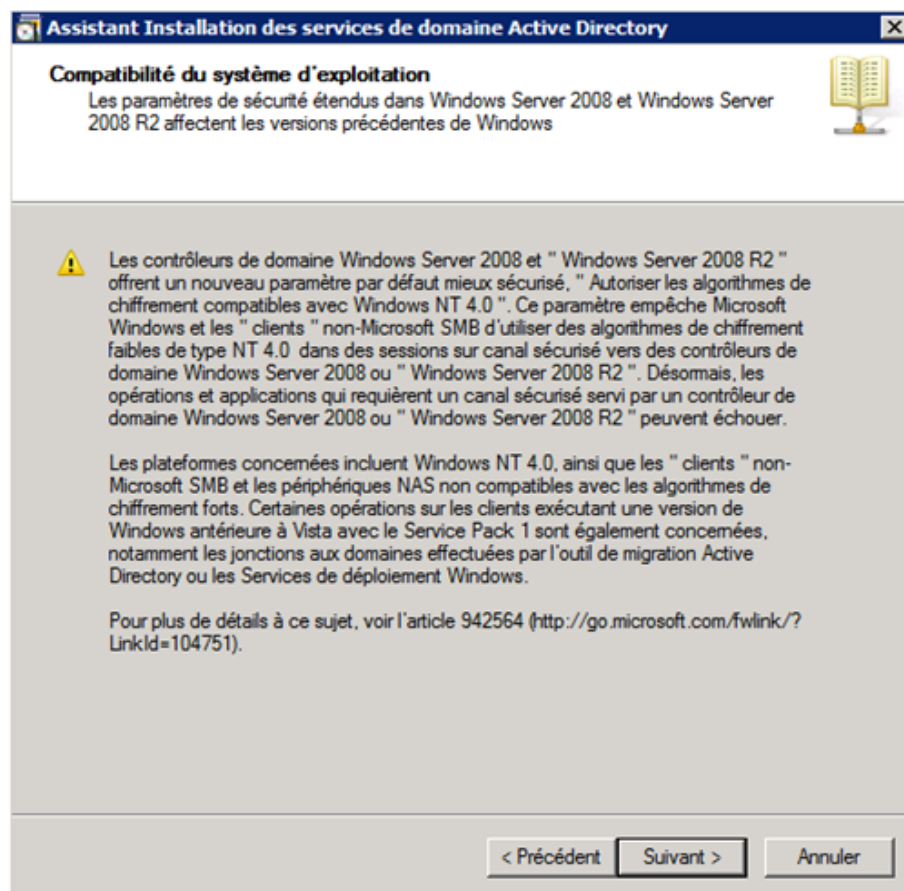 Assistant Installation des services de domaine Active Directory
Compatibilité du système d'exploitation
Les paramètres de sécurité étendus dans Windows Server 2008 et Windows Server
2008 R2 affectent les versions précédentes de Windows
Les contrôleurs de domaine Windows Server 2008 et " Windows Server 2008 R2 "
offrent un nouveau paramètre par défaut mieux sécurisé, " Autoriser les algorithmes de
chiffrement compatibles avec Windows NT 4.0 ". Ce paramètre empêche Microsoft
Windows et les " clients " non-Microsoft SMB d'utiliser des algorithmes de chiffrement
faibles de type NT 4.0 dans des sessions sur canal sécurisé vers des contrôleurs de
domaine Windows Server 2008 ou " Windows Server 2008 R2 ". Désormais, les
opérations et applications qui requièrent un canal sécurisé servi par un contrôleur de
domaine Windows Server 2008 ou " Windows Server 2008 R2 " peuvent échouer.
Les plateformes concernées incluent Windows NT 4.0, ainsi que les " clients " non-
Microsoft SMB et les périphériques NAS non compatibles avec les algorithmes de
chiffrement forts. Certaines opérations sur les clients exécutant une version de
Windows antérieure à Vista avec le Service Pack 1 sont également concernées,
notamment les jonctions aux domaines effectuées par l'outil de migration Active
Directory ou les Services de déploiement Windows.
Pour plus de détails à ce sujet, voir l'article 942564 (http://go.microsoft.com/fwlink/?
LinkId=104751).
< Précédent Suivant > Annuler